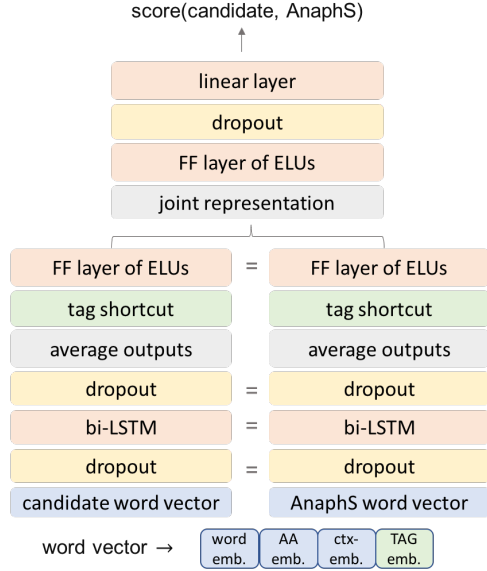 score(candidate, AnaphS)
linear layer
dropout
FF layer of ELUs
joint representation
FF layer of ELUs = FF layer of ELUs
tag shortcut tag shortcut
average outputs average outputs
dropout = dropout
bi-LSTM = bi-LSTM
dropout = dropout
candidate word vector AnaphS word vector
word vector → word emb. AA emb. ctx- emb. TAG emb.